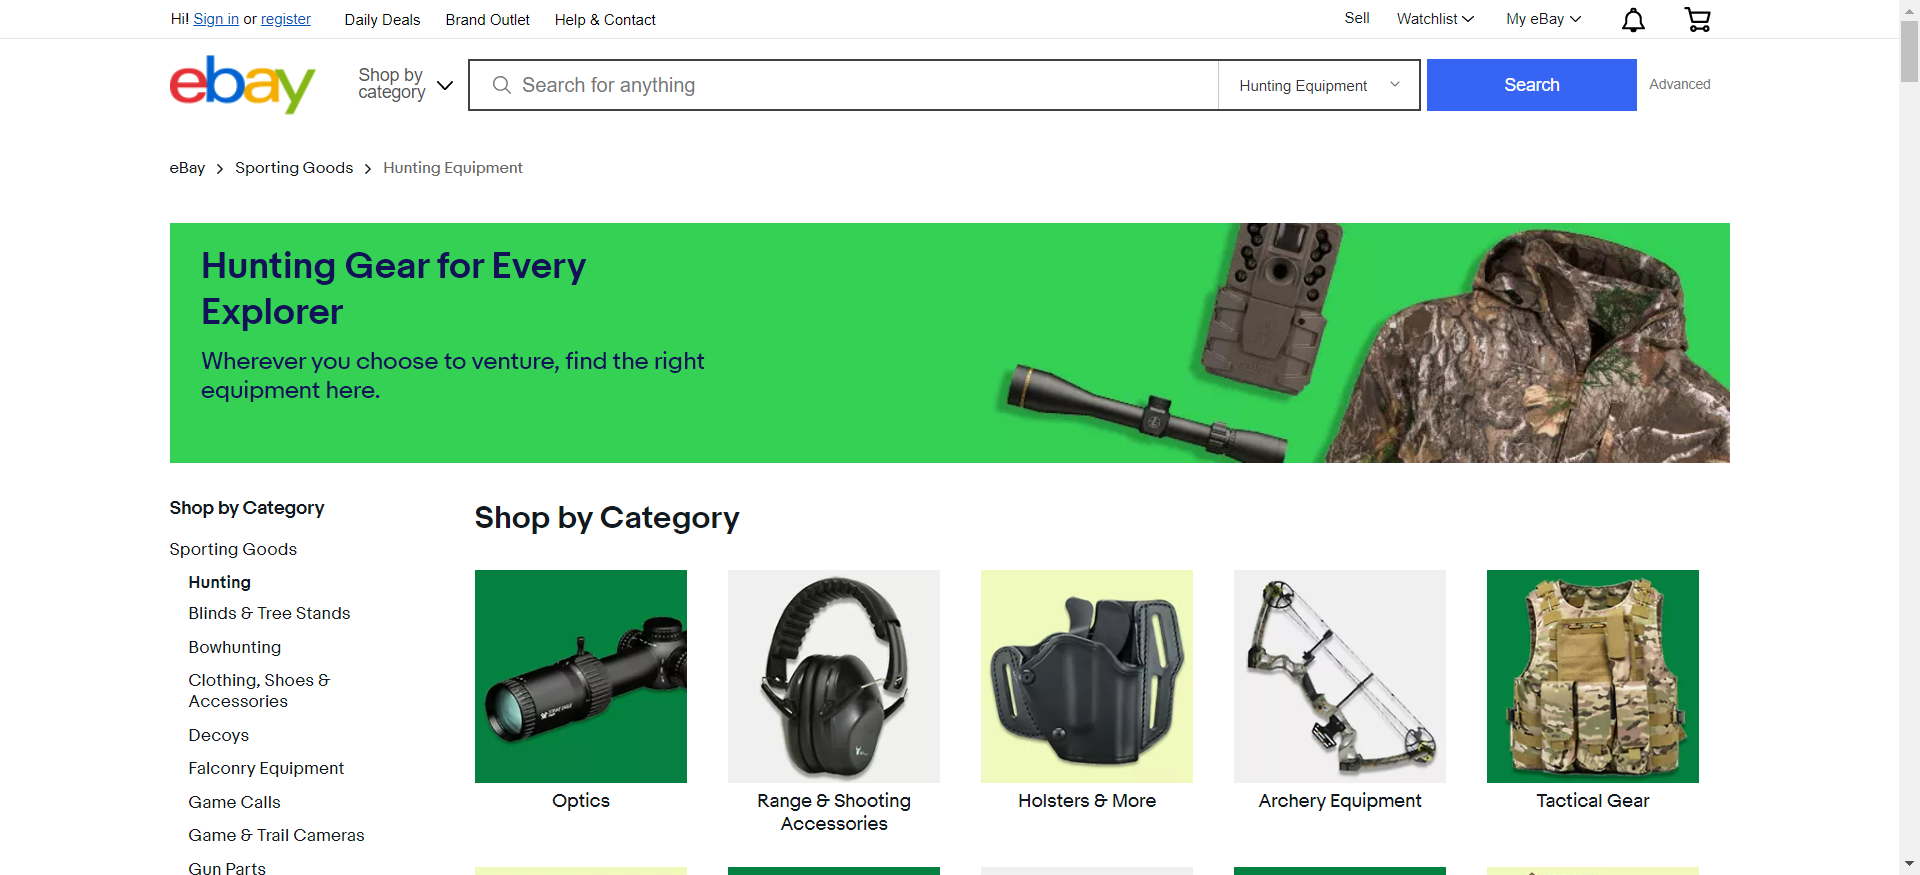 Hi! Sign in or register
Daily Deals
Brand Outlet
Help & Contact
Sell
Watchlist
My eBay
ebay
Shop by
category
Search for anything
Hunting Equipment
Search
Advanced
eBay
Sporting Goods
Hunting Equipment
Hunting Gear for Every
Explorer
Wherever you choose to venture, find the right
equipment here.
Shop by Category
Sporting Goods
Hunting
Blinds & Tree Stands
Bowhunting
Clothing, Shoes &
Accessories
Decoys
Falconry Equipment
Game Calls
Game & Trail Cameras
Gun Parts
Shop by Category
Optics
Range & Shooting
Accessories
Holsters & More
Archery Equipment
Tactical Gear